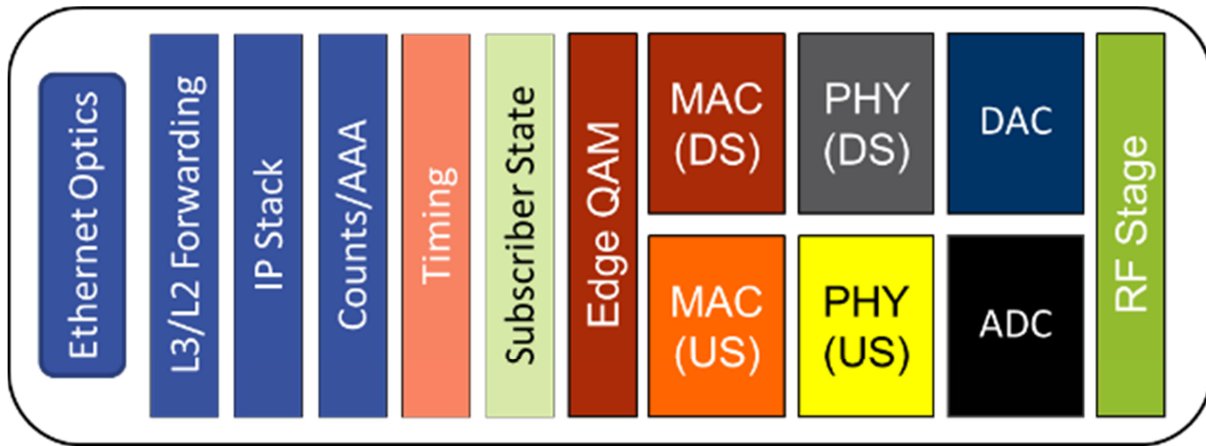 Ethernet Optics
L3/L2 Forwarding
IP Stack
Counts/AAA
Timing
Subscriber State
Edge QAM
MAC
(DS)
PHY
(DS)
DAC
MAC
(US)
PHY
(US)
ADC
RF Stage